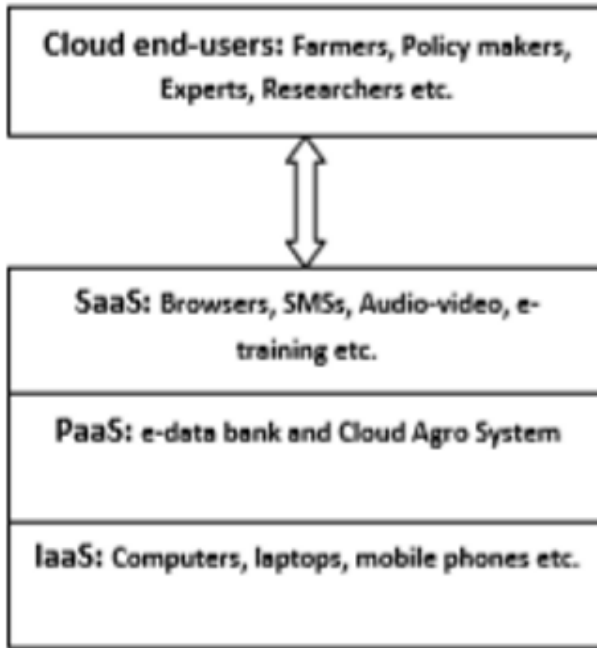 Cloud end-users: Farmers, Policy makers,
Experts, Researchers etc.
SaaS: Browsers, SMSs, Audio-video, e-
training etc.
PaaS: e-data bank and Cloud Agro System
IaaS: Computers, laptops, mobile phones etc.